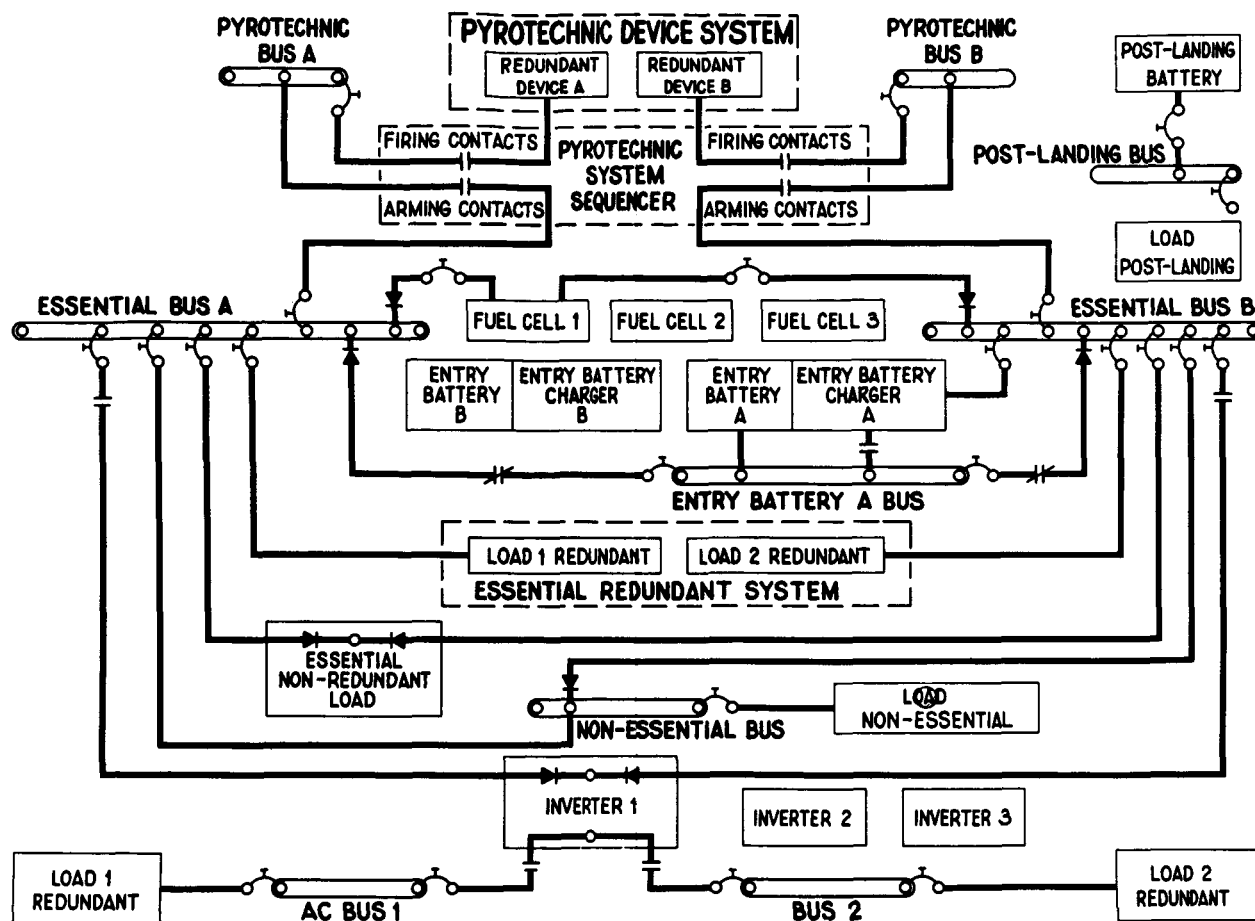 PYROTECHNIC
BUS A
PYROTECHNIC DEVICE SYSTEM
REDUNDANT
DEVICE A
REDUNDANT
DEVICE B
PYROTECHNIC
BUS B
POST-LANDING
BATTERY
FIRING CONTACTS
FIRING CONTACTS
PYROTECHNIC
SYSTEM
SEQUENCER
ARMING CONTACTS
ARMING CONTACTS
POST-LANDING BUS
LOAD
POST-LANDING
ESSENTIAL BUS A
FUEL CELL 1
FUEL CELL 2
FUEL CELL 3
ESSENTIAL BUS B
ENTRY
BATTERY
B
ENTRY BATTERY
CHARGER
B
ENTRY
BATTERY
A
ENTRY BATTERY
CHARGER
A
ENTRY BATTERY A BUS
LOAD 1 REDUNDANT
LOAD 2 REDUNDANT
ESSENTIAL REDUNDANT SYSTEM
ESSENTIAL
NON-REDUNDANT
LOAD
LOAD
NON-ESSENTIAL
NON-ESSENTIAL BUS
INVERTER 1
INVERTER 2
INVERTER 3
LOAD 1
REDUNDANT
AC BUS 1
BUS 2
LOAD 2
REDUNDANT